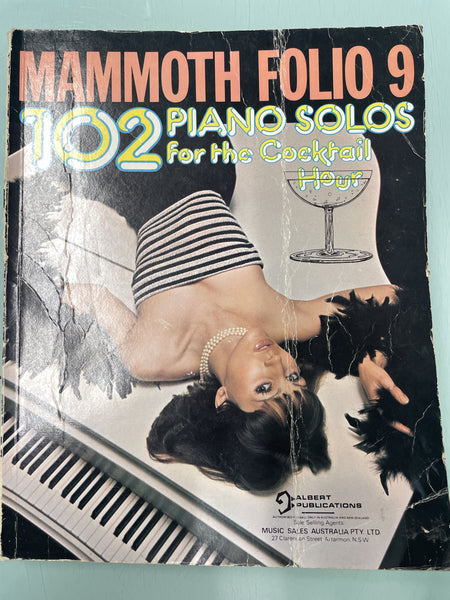 MAMMOTH FOLIO 9
102 PIANO SOLOS
for the Cocktail
Hour
ALBERT
PUBLICATIONS
Sole Selling Agents:
MUSIC SALES AUSTRALIA PTY. LTD.
27 Clarendon Street Artarmon, N.S.W.